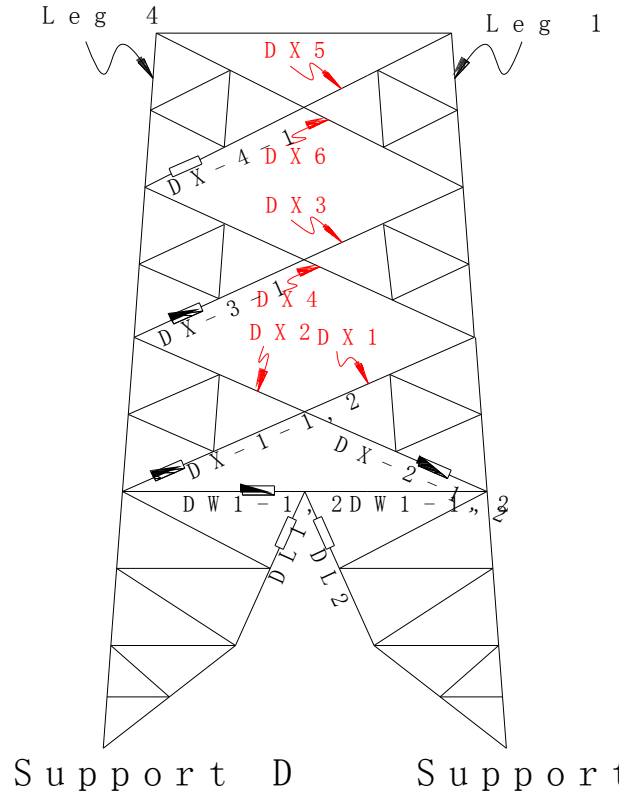 Leg 4
Leg 1
DX5
DX-4-1
DX6
DX3
DX4
DX-3-1
DX2
DX1
DX-1-1,2
DX-2-1,2
DW1-1,2
DW1-1,2
DL1
DL2
Support D
Support